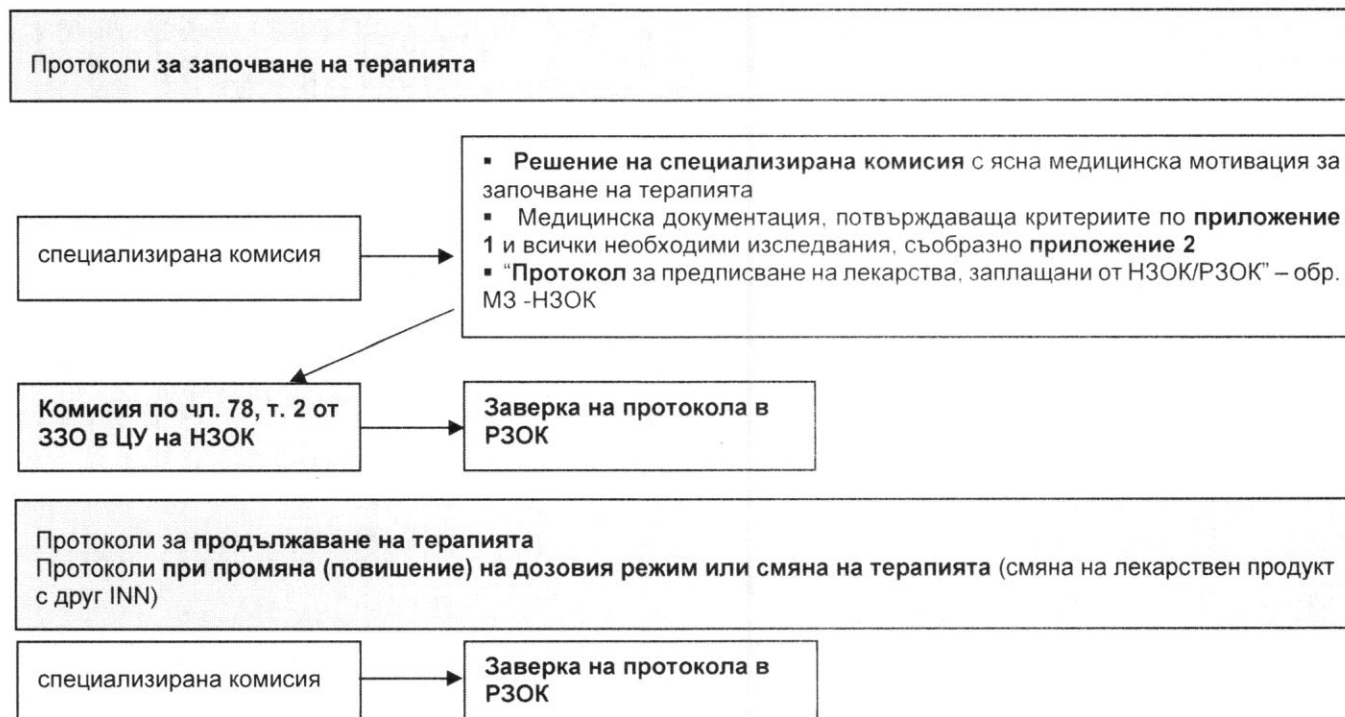 Протоколи за започване на терапията
▪ Решение на специализирана комисия с ясна медицинска мотивация за
започване на терапията
▪ Медицинска документация, потвърждаваща критериите по приложение
1 и всички необходими изследвания, съобразно приложение 2
▪ “Протокол за предписване на лекарства, заплащани от НЗОК/РЗОК” – обр.
МЗ -НЗОК
специализирана комисия
Комисия по чл. 78, т. 2 от
ЗЗО в ЦУ на НЗОК
Заверка на протокола в
РЗОК
Протоколи за продължаване на терапията
Протоколи при промяна (повишение) на дозовия режим или смяна на терапията (смяна на лекарствен продукт
с друг INN)
специализирана комисия
Заверка на протокола в
РЗОК